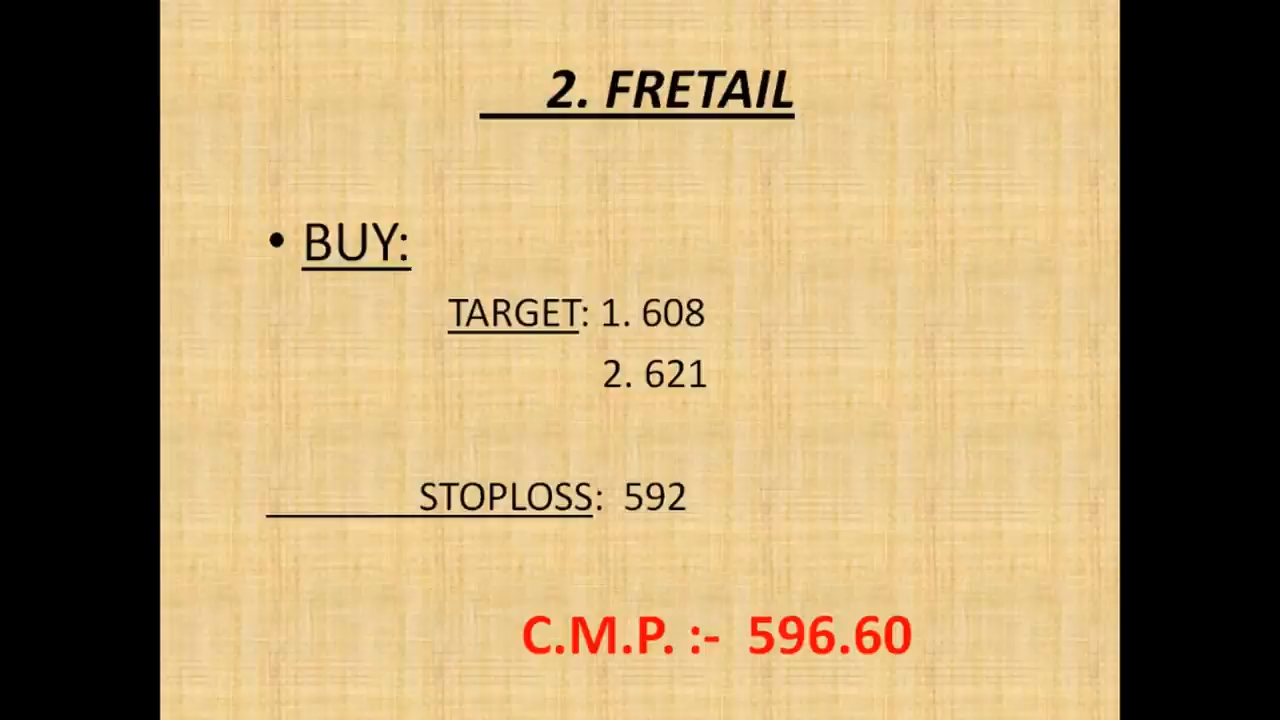 2. FRETAIL
• BUY:
TARGET: 1. 608
2. 621
STOPLOSS: 592
C.M.P. :- 596.60